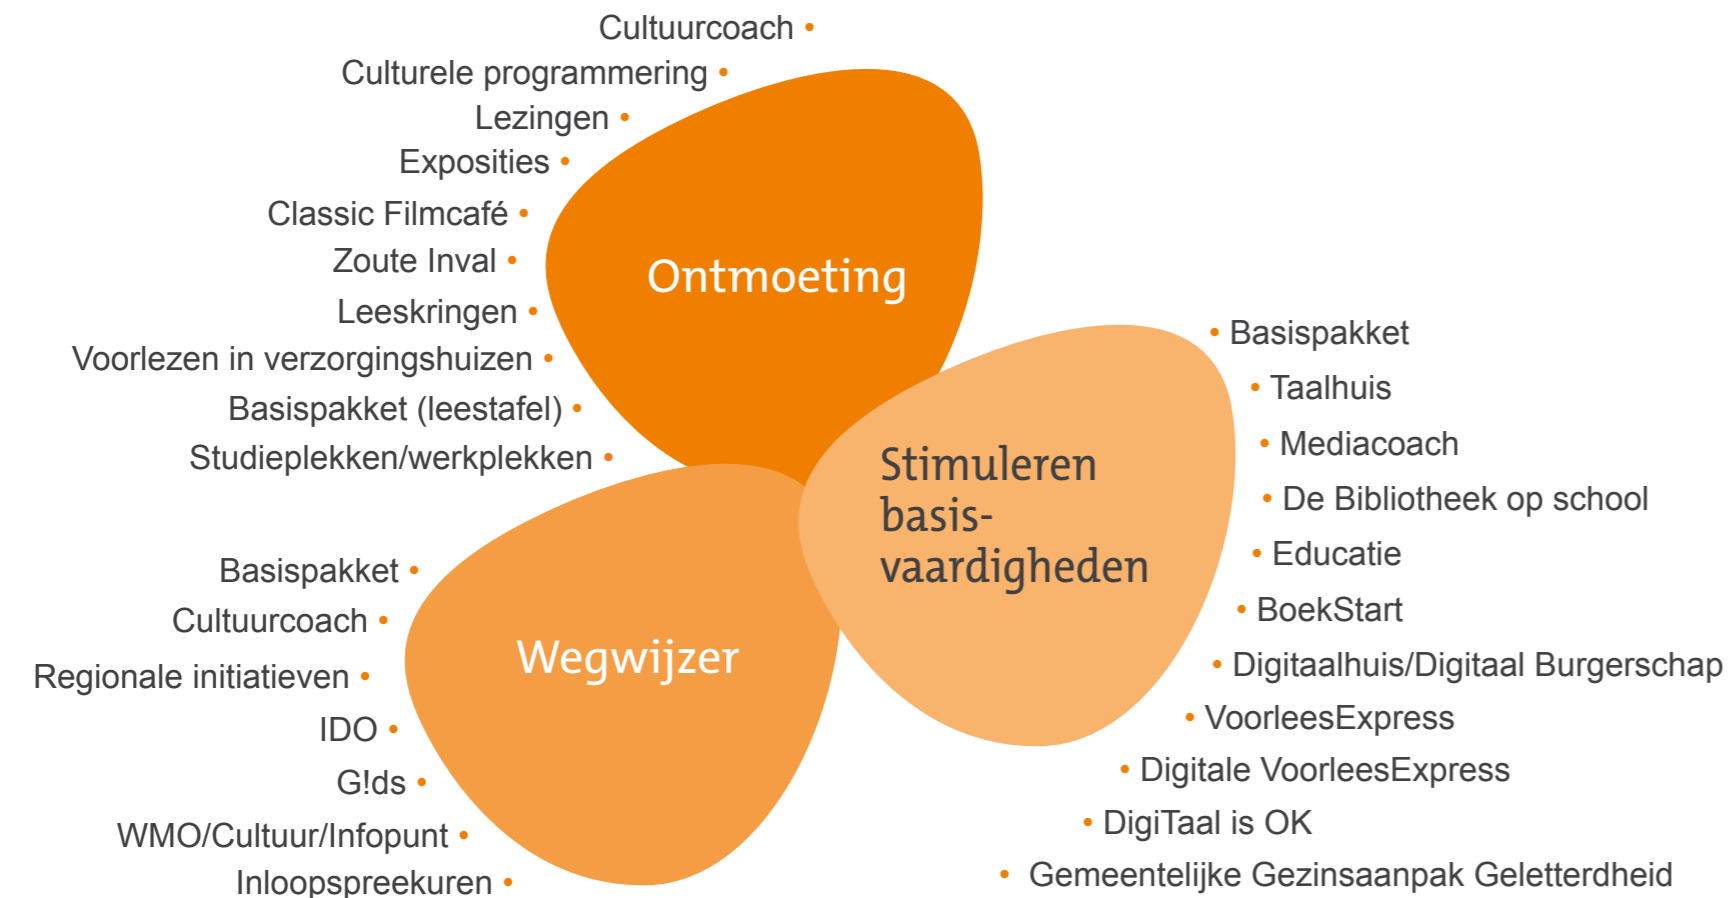 Cultuurcoach •
Culturele programmering •
Lezingen •
Exposities •
Classic Filmcafé •
Zoute Inval •
Leeskringen •
Voorlezen in verzorgingshuizen •
Basispakket (leestafel) •
Studieplekken/werkplekken •
Ontmoeting
Basispakket •
Cultuurcoach •
Regionale initiatieven •
IDO •
G!ds •
WMO/Cultuur/Infopunt •
Inloopspreekuren •
Wegwijzer
Stimuleren
basis-
vaardigheden
• Basispakket
• Taalhuis
• Mediacoach
• De Bibliotheek op school
• Educatie
• BoekStart
• Digitaalhuis/Digitaal Burgerschap
• VoorleesExpress
• Digitale VoorleesExpress
• DigiTaal is OK
• Gemeentelijke Gezinsaanpak Geletterdheid